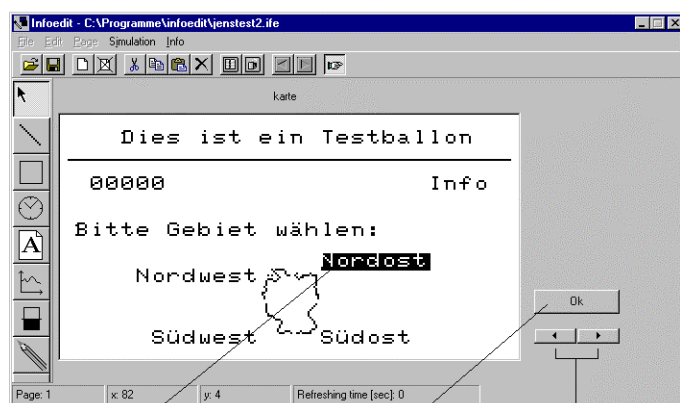 Infoedit - C:\Programme\infoedit\jenstest2.ife
File Edit Page Simulation Info
karte
Dies ist ein Testballon
00000 Info
Bitte Gebiet wählen:
Nordost
Nordwest
Ok
Südwest Südost
A
Page: 1 x: 82 y: 4 Refreshing time [sec]: 0